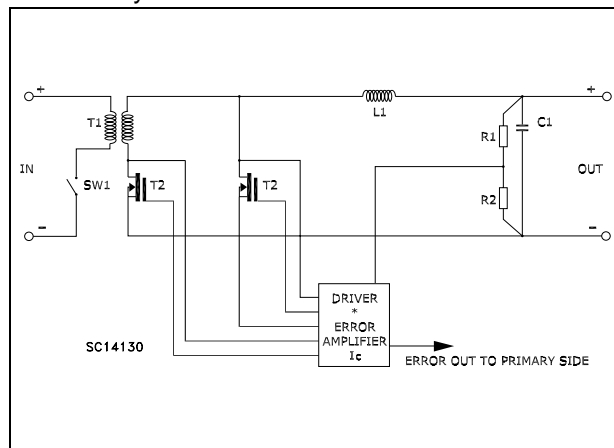 +
+
T1
L1
R1
C1
IN
SW1
T2
T2
R2
OUT
-
-
DRIVER
*
ERROR
AMPLIFIER
Ic
SC14130
ERROR OUT TO PRIMARY SIDE